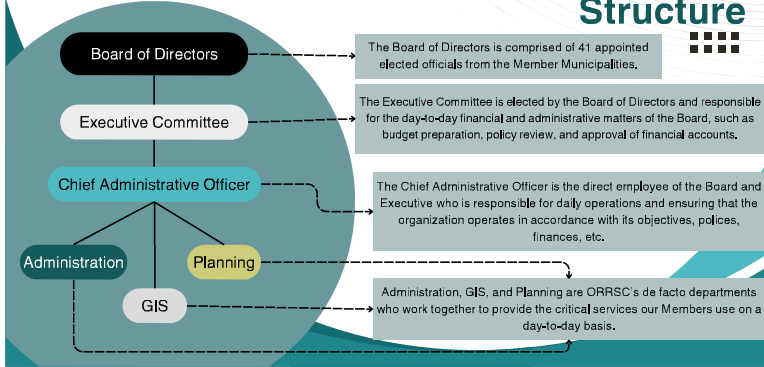 Structure
Board of Directors
The Board of Directors is comprised of 41 appointed
elected officials from the Member Municipalities.
Executive Committee
The Executive Committee is elected by the Board of Directors and responsible
for the day-to-day financial and administrative matters of the Board, such as
budget preparation, policy review, and approval of financial accounts.
Chief Administrative Officer
The Chief Administrative Officer is the direct employee of the Board and
Executive who is responsible for daily operations and ensuring that the
organization operates in accordance with its objectives, polices,
finances, etc.
Administration
Planning
GIS
Administration, GIS, and Planning are ORRSC's de facto departments
who work together to provide the critical services our Members use on a
day-to-day basis.